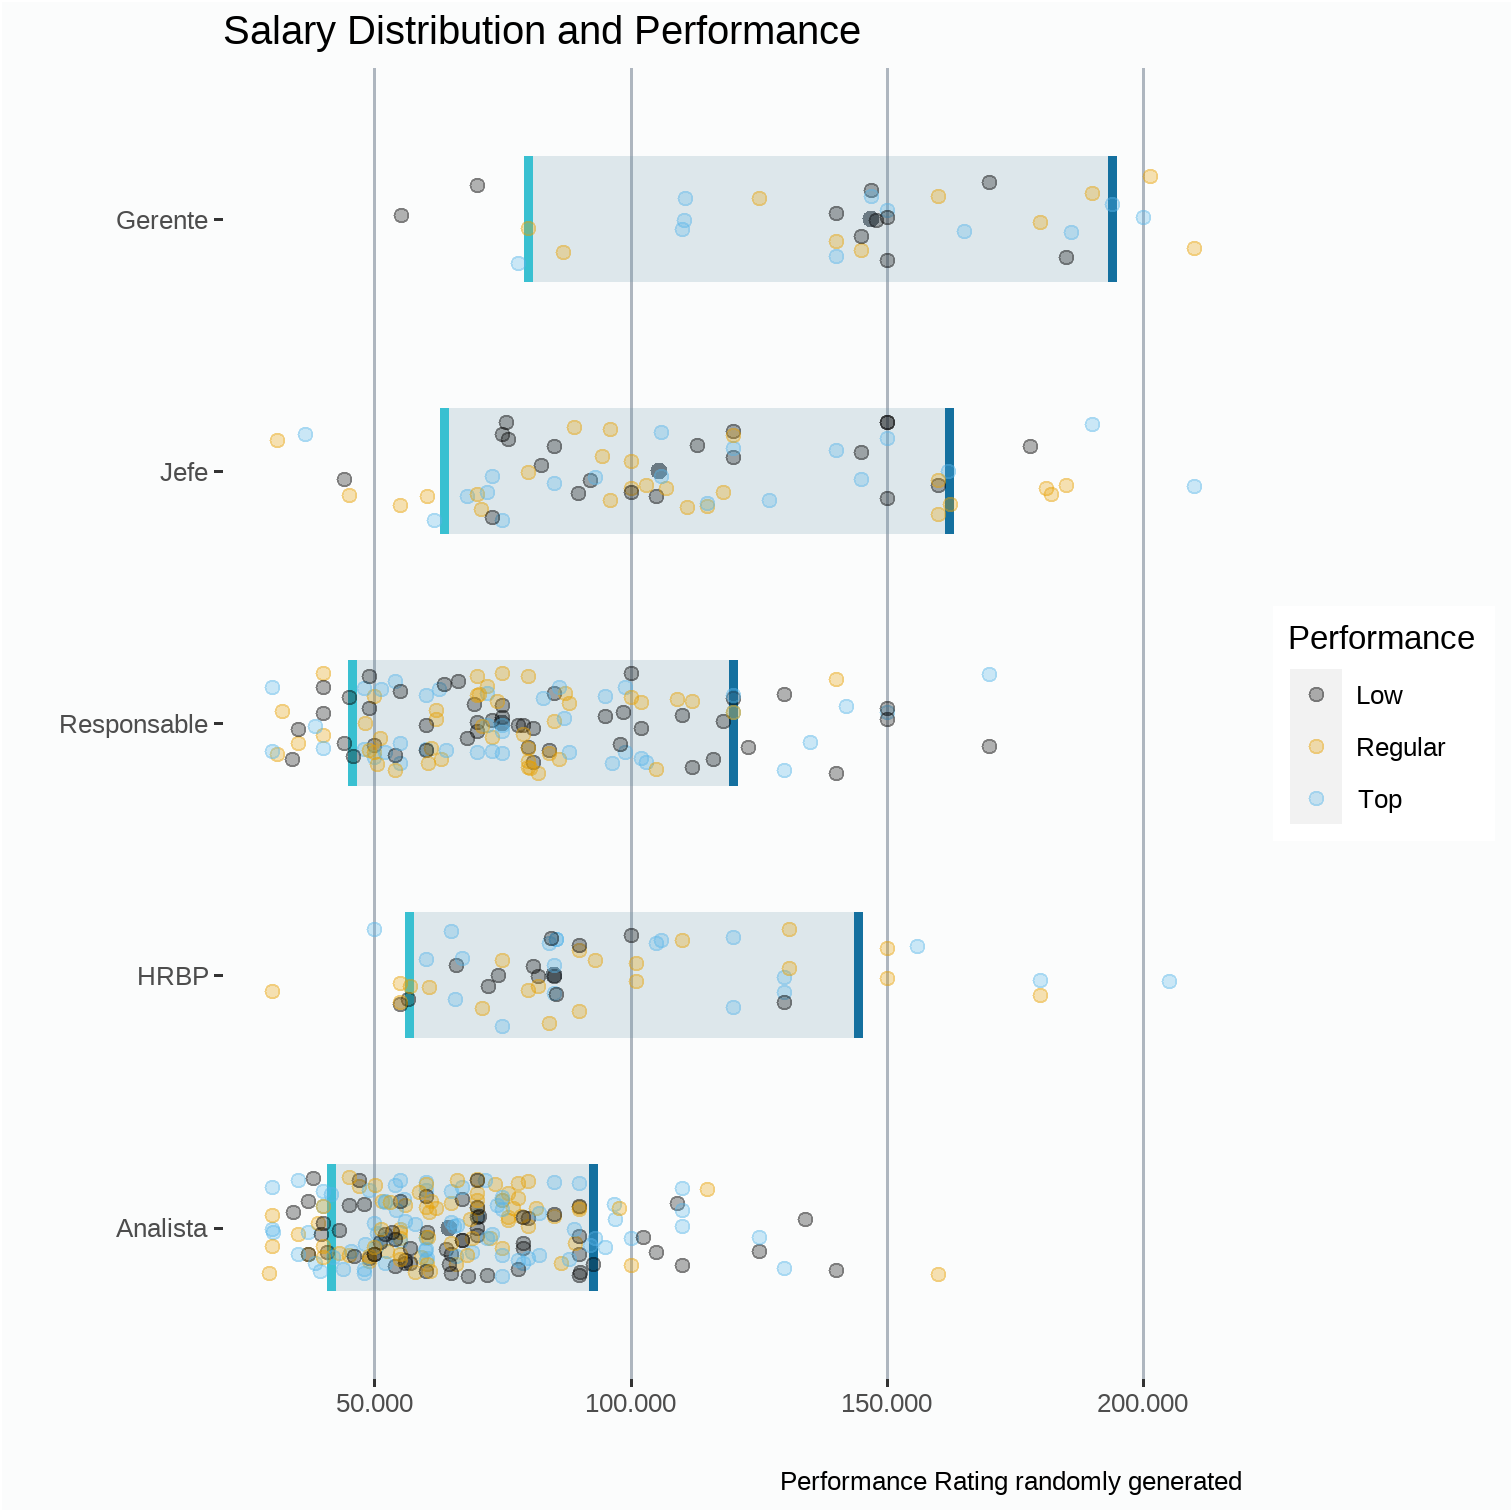 Salary Distribution and Performance
Gerente
Jefe
Responsable
HRBP
Analista
50.000
100.000
150.000
200.000
Performance
Low
Regular
Top
Performance Rating randomly generated